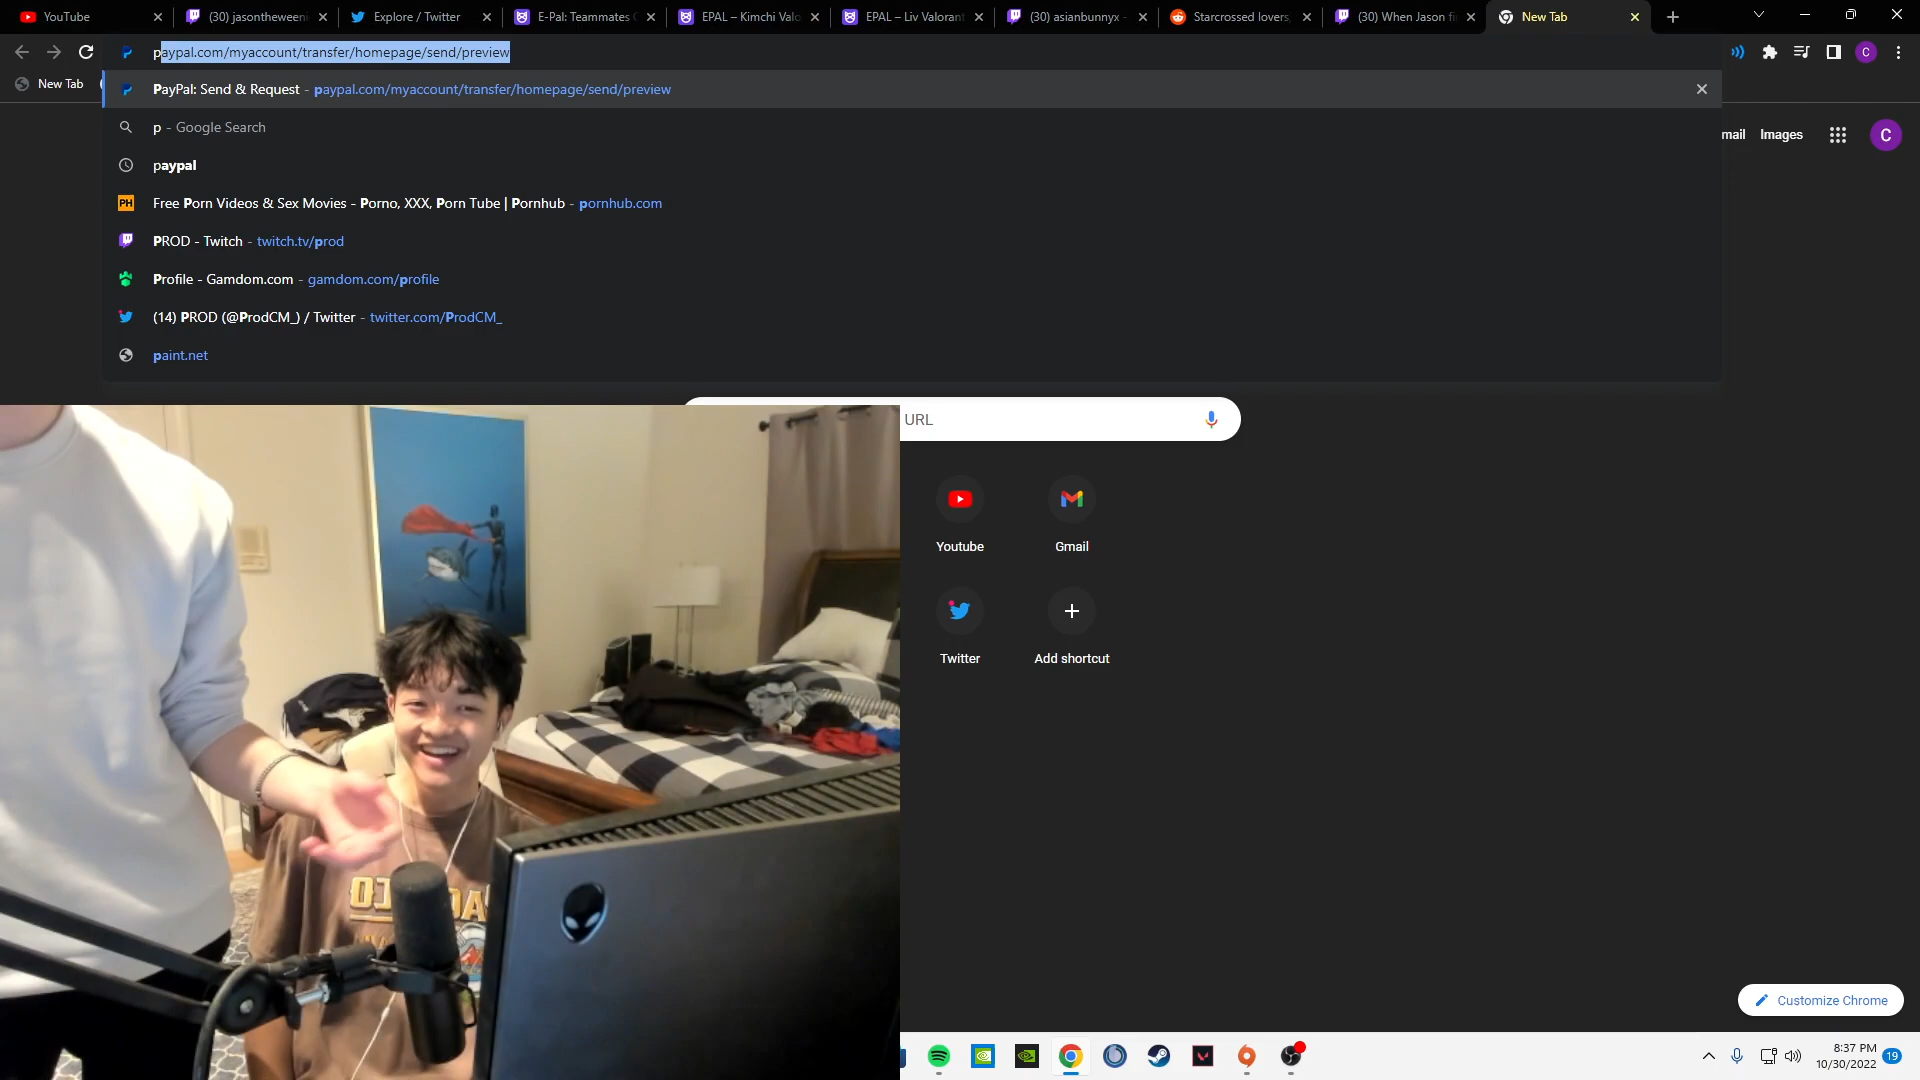 YouTube
(30) jasontheween
Explore / Twitter
E-Pal: Teammates
EPAL – Kimchi Valo
EPAL – Liv Valorant
(30) asianbunnyx -
Starcrossed lovers,
(30) When Jason fi
New Tab
paypal.com/myaccount/transfer/homepage/send/preview
C
New Tab
PayPal: Send & Request - paypal.com/myaccount/transfer/homepage/send/preview
p - Google Search
mail
Images
C
paypal
PH
Free Porn Videos & Sex Movies - Porno, XXX, Porn Tube | Pornhub - pornhub.com
PROD - Twitch - twitch.tv/prod
Profile - Gamdom.com - gamdom.com/profile
(14) PROD (@ProdCM_) / Twitter - twitter.com/ProdCM_
paint.net
URL
Youtube
Gmail
Twitter
Add shortcut
Customize Chrome
8:37 PM
10/30/2022
19